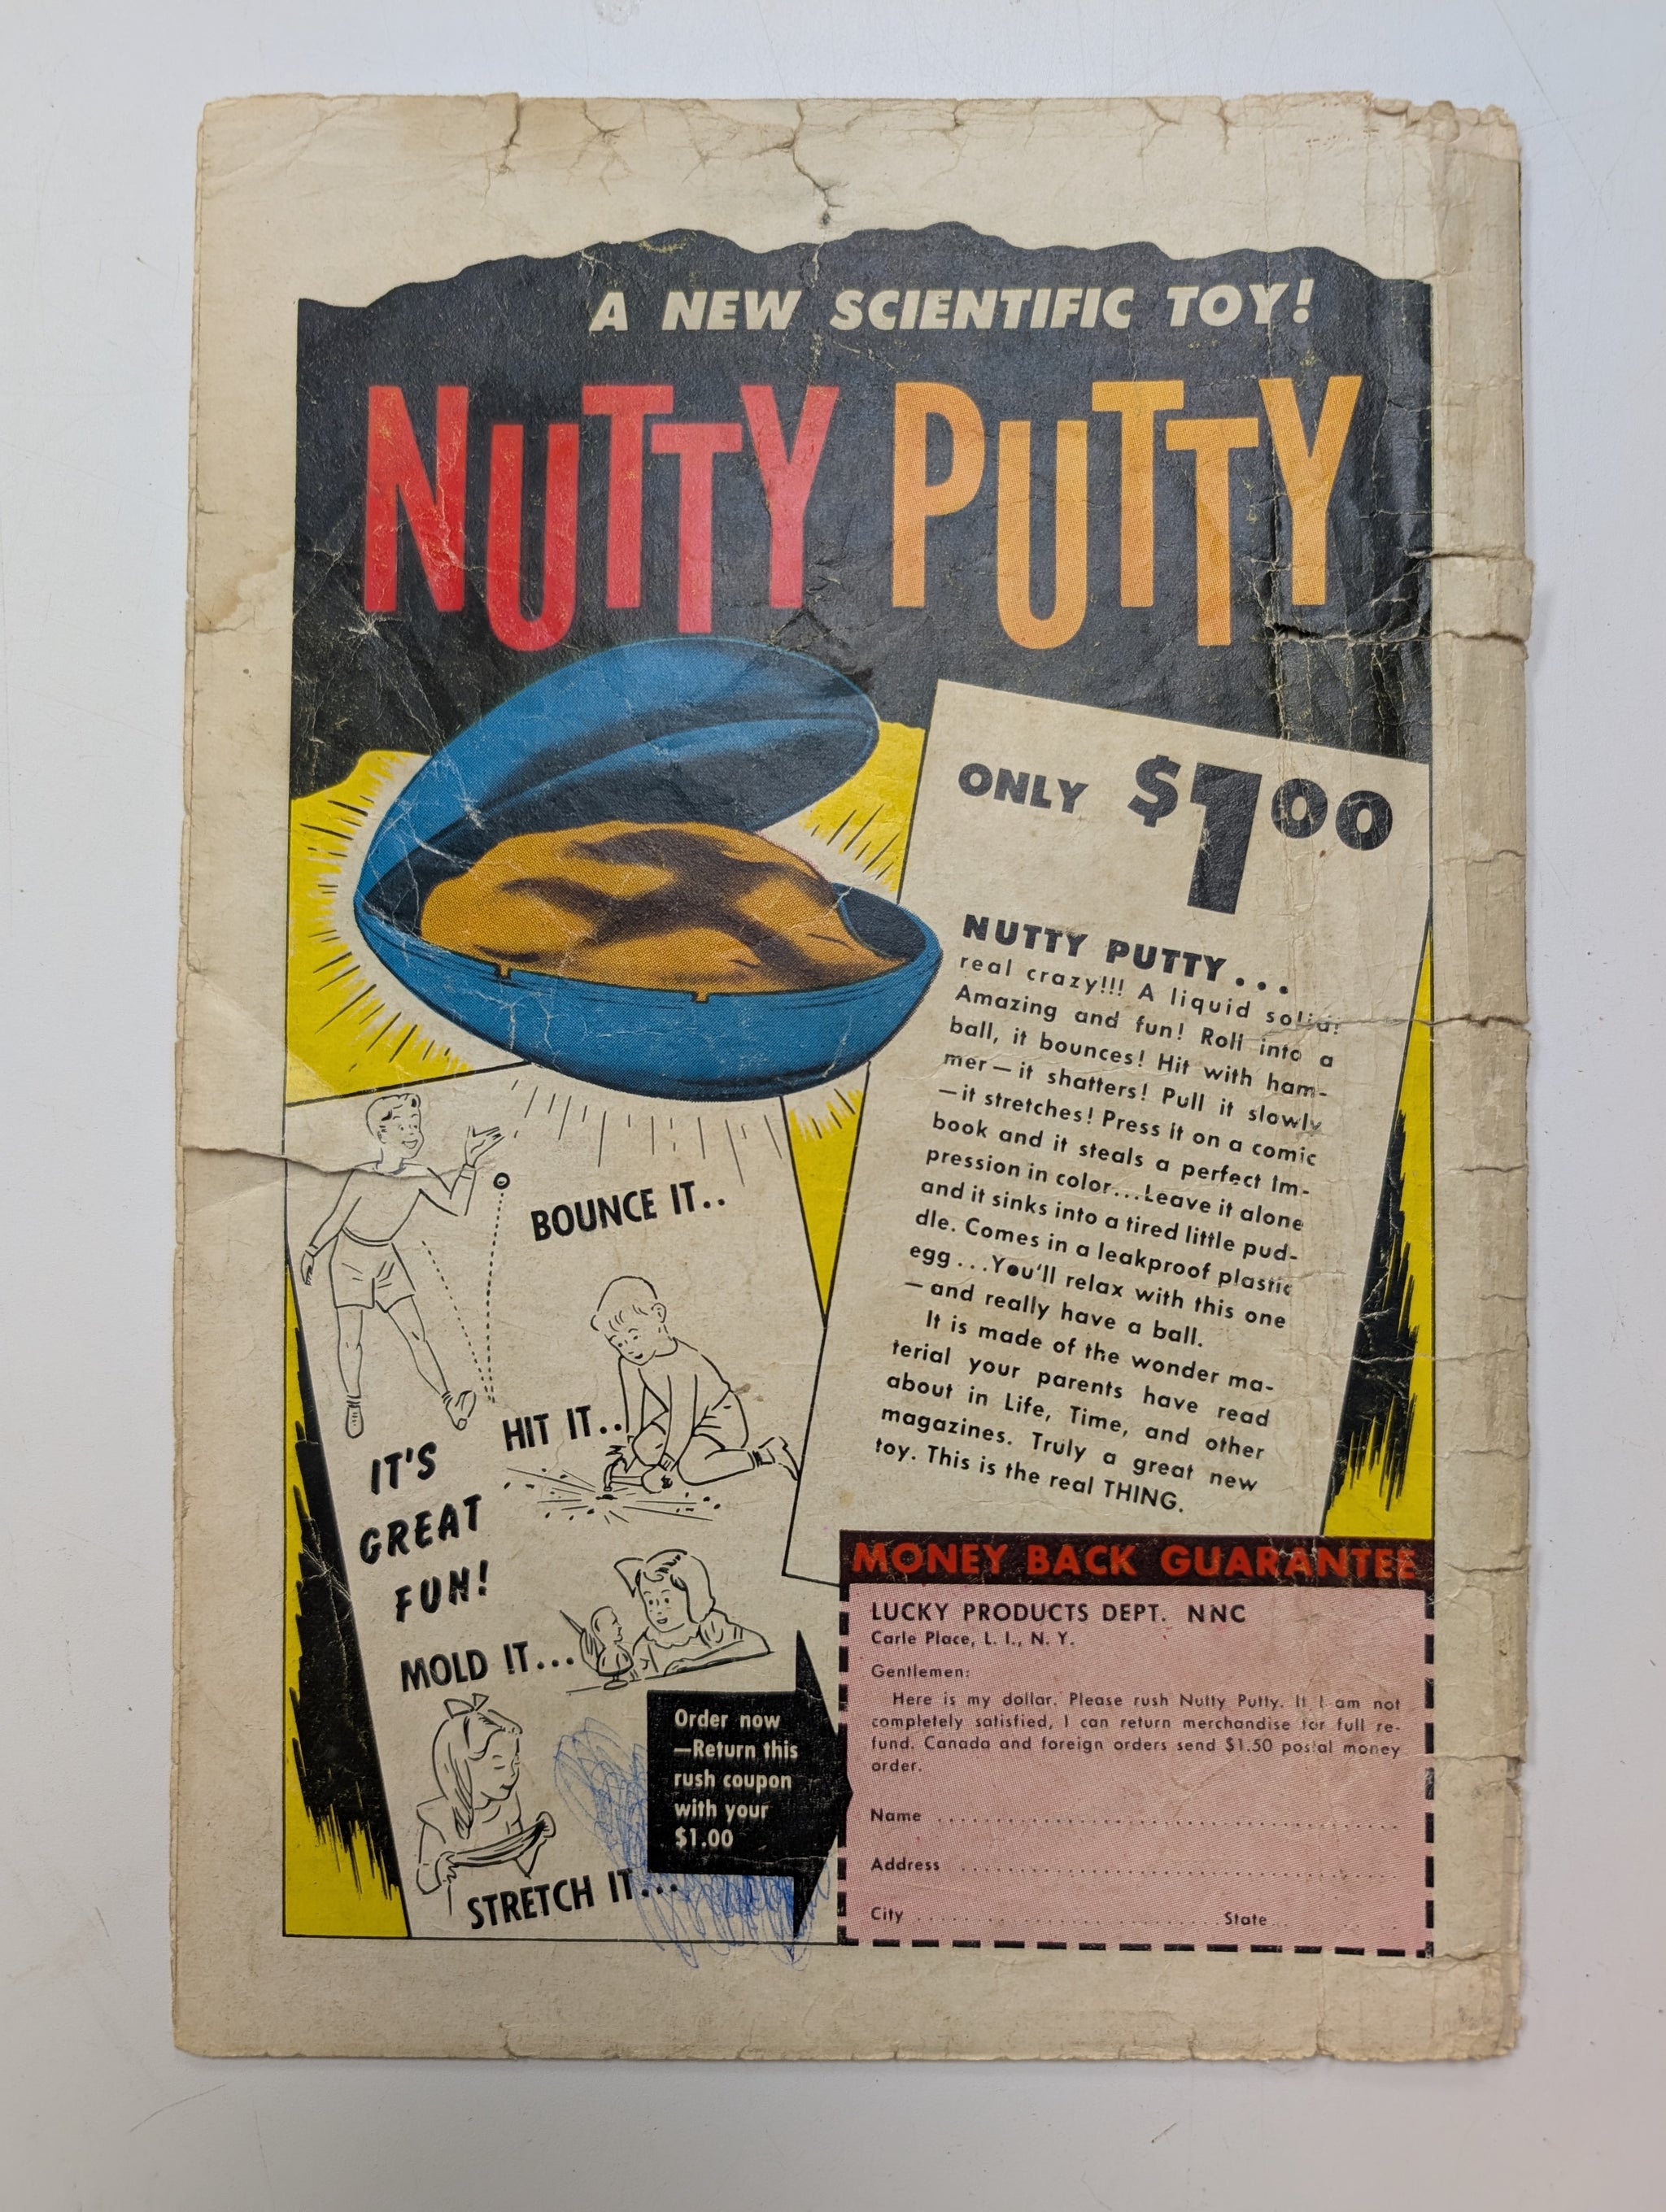 A NEW SCIENTIFIC TOY!
NUTTY PUTTY
ONLY $1.00
NUTTY PUTTY...
real crazy!!! A liquid solid!
Amazing and fun! Roll into a
ball, it bounces! Hit with ham-
mer—it shatters! Pull it slowly
—it stretches! Press it on a comic
book and it steals a perfect Im-
pression in color...Leave it alone
and it sinks into a tired little pud-
dle. Comes in a leakproof plastic
egg...You'll relax with this one
—and really have a ball.
It is made of the wonder ma-
terial your parents have read
about in Life, Time, and other
magazines. Truly a great new
toy. This is the real THING.
BOUNCE IT..
HIT IT..
IT'S
GREAT
FUN!
MOLD IT...
STRETCH IT...
Order now
—Return this
rush coupon
with your
$1.00
MONEY BACK GUARANTEE
LUCKY PRODUCTS DEPT. NNC
Carle Place, L. I., N. Y.
Gentlemen:
Here is my dollar. Please rush Nutty Putty. If I am not
completely satisfied, I can return merchandise for full re-
fund. Canada and foreign orders send $1.50 postal money
order.
Name
Address
City State